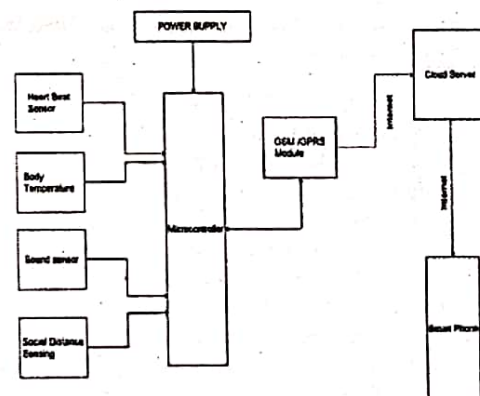 POWER SUPPLY
Heart Beat
Sensor
Body
Temperature
Sound sensor
Social Distance
Sensing
Microcontroller
GSM /GPRS
Module
Internet
Cloud Server
Internet
Smart Phone